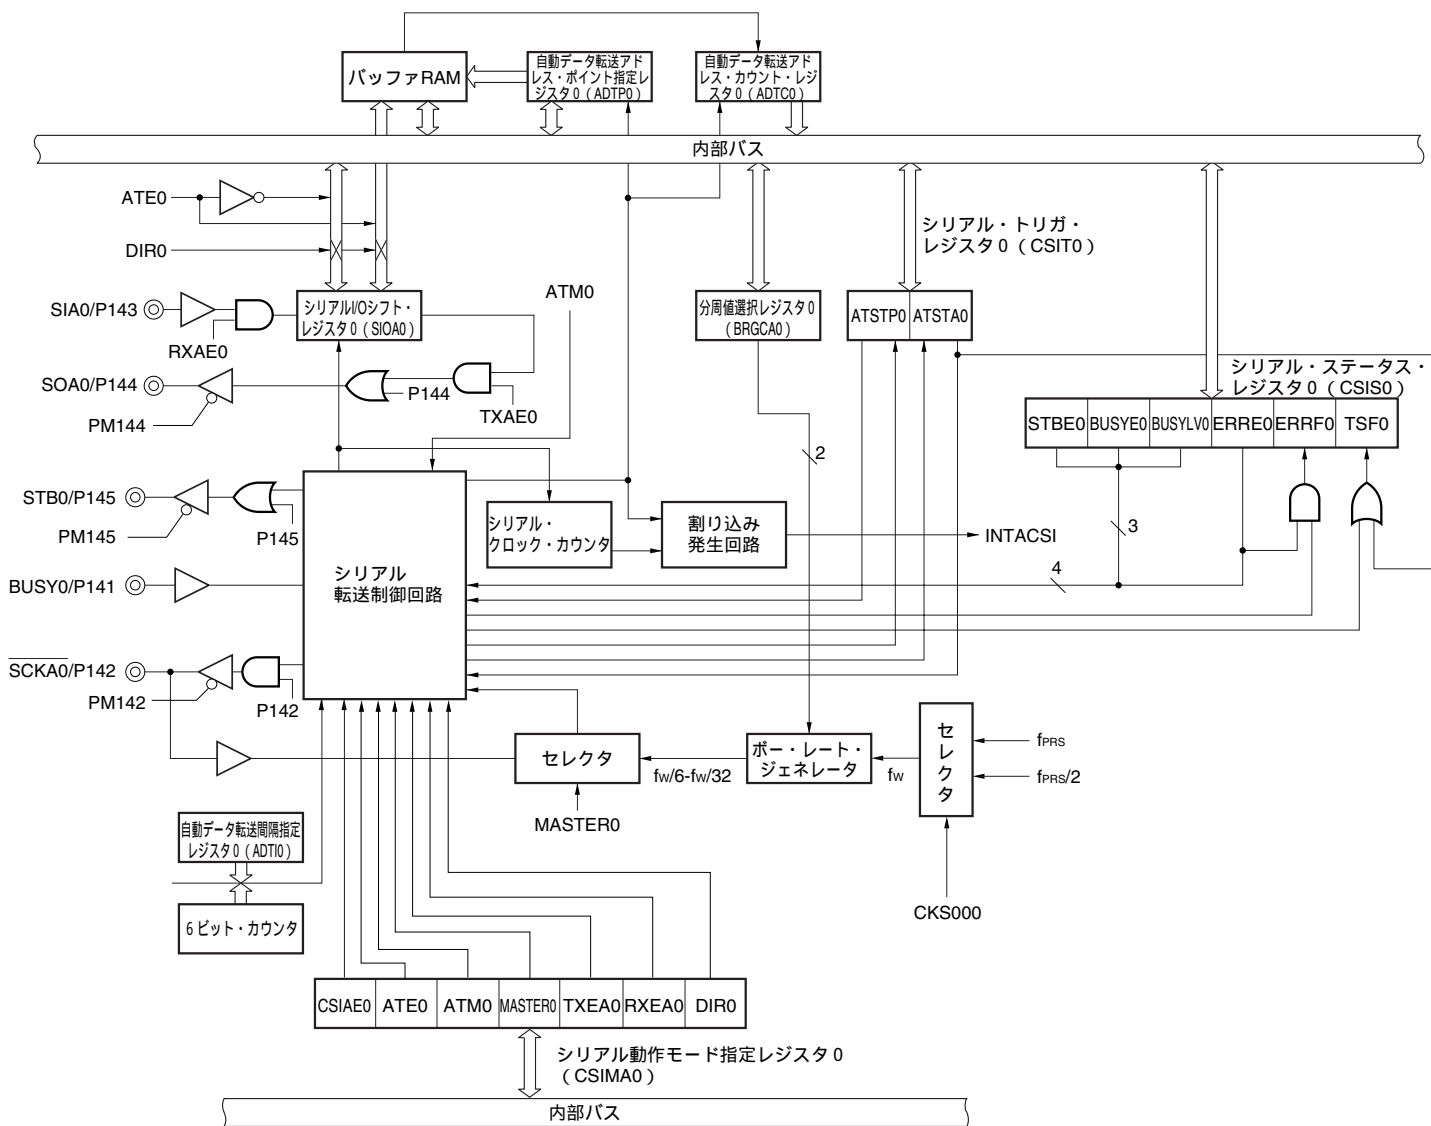 バッファRAM
自動データ転送アド
レス・ポイント指定レ
ジスタ0（ADTP0）
自動データ転送アド
レス・カウント・レジ
スタ0（ADTC0）
内部バス
ATE0
DIR0
シリアル・トリガ・
レジスタ0（CSIT0）
SIA0/P143
RXAE0
シリアルI/Oシフト・
レジスタ0（SIOA0）
ATM0
分周値選択レジスタ0
（BRGCA0）
ATSTP0
ATSTA0
SOA0/P144
PM144
P144
TXAE0
シリアル・ステータス・
レジスタ0（CSIS0）
STBE0
BUSYE0
BUSYLV0
ERRE0
ERRF0
TSF0
2
STB0/P145
PM145
P145
シリアル・
クロック・カウンタ
割り込み
発生回路
INTACSI
3
BUSY0/P141
シリアル
転送制御回路
4
SCKA0/P142
PM142
P142
セレクタ
fW/6-fW/32
ボー・レート・
ジェネレータ
fW
セレクタ
fPRS
fPRS/2
MASTER0
CKS000
自動データ転送間隔指定
レジスタ0（ADTI0）
6ビット・カウンタ
CSIAE0
ATE0
ATM0
MASTER0
TXEA0
RXEA0
DIR0
シリアル動作モード指定レジスタ0
（CSIMA0）
内部バス